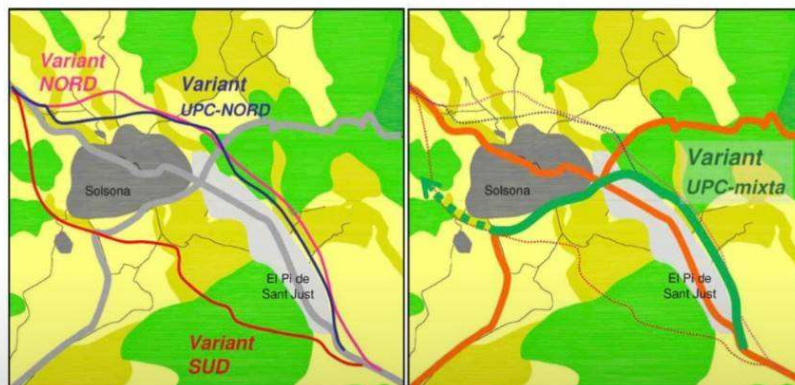 Variant
NORD
Variant
UPC-NORD
Solsona
El Pi de
Sant Just
Variant
SUD
Variant
UPC-mixta
Solsona
El Pi de
Sant Just